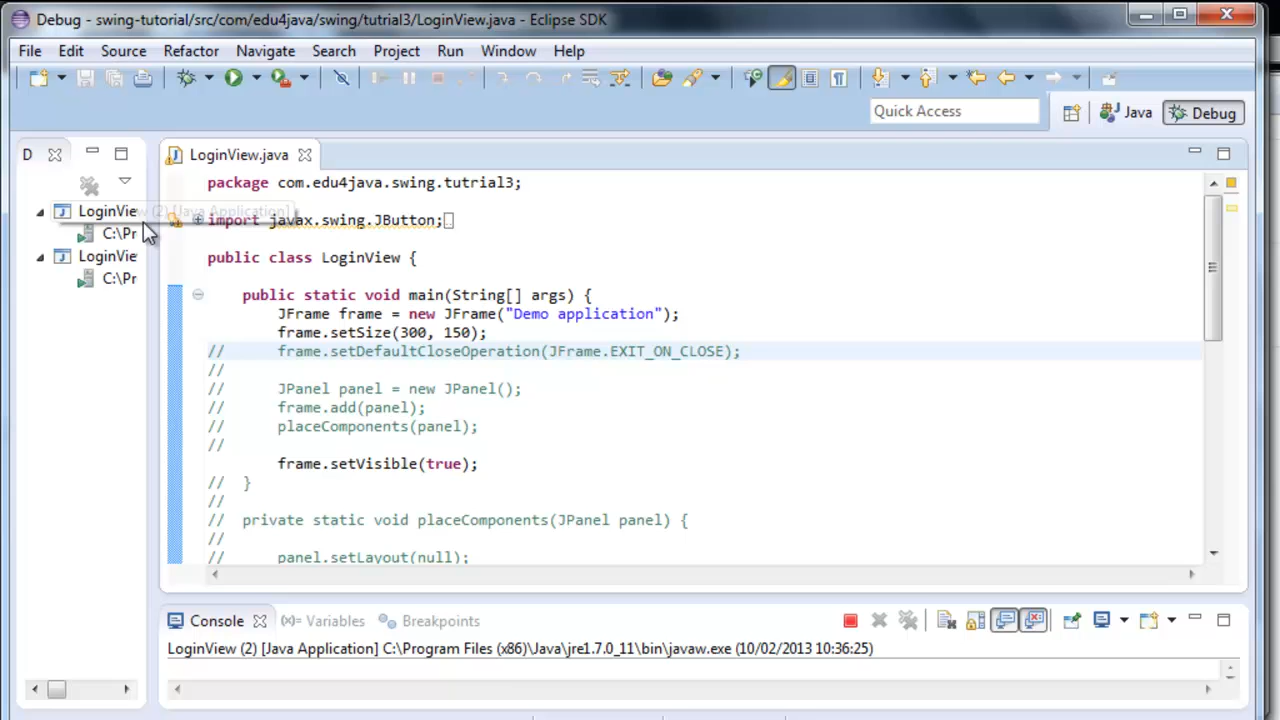 Debug - swing-tutorial/src/com/edu4java/swing/tutrial3/LoginView.java - Eclipse SDK
File Edit Source Refactor Navigate Search Project Run Window Help
Quick Access
Java
Debug
D
LoginView.java
LoginView (2) [Java Application]
C:\Pr
LoginVie
C:\Pr
package com.edu4java.swing.tutrial3;
import javax.swing.JButton;
public class LoginView {
public static void main(String[] args) {
JFrame frame = new JFrame("Demo application");
frame.setSize(300, 150);
// frame.setDefaultCloseOperation(JFrame.EXIT_ON_CLOSE);
//
// JPanel panel = new JPanel();
// frame.add(panel);
// placeComponents(panel);
//
frame.setVisible(true);
// }
//
// private static void placeComponents(JPanel panel) {
//
// panel.setLayout(null);
Console
(x)= Variables
Breakpoints
LoginView (2) [Java Application] C:\Program Files (x86)\Java\jre1.7.0_11\bin\javaw.exe (10/02/2013 10:36:25)